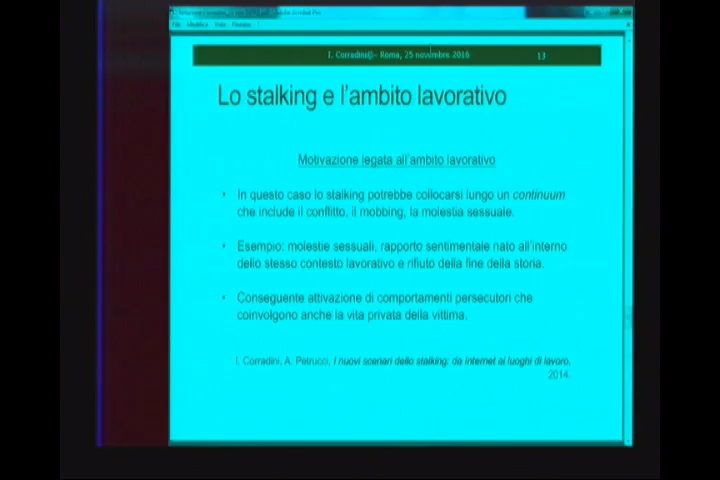 I. Corradini©– Roma, 25 novembre 2016 13
Lo stalking e l'ambito lavorativo
Motivazione legata all'ambito lavorativo
• In questo caso lo stalking potrebbe collocarsi lungo un continuum
che include il conflitto, il mobbing, la molestia sessuale.
• Esempio: molestie sessuali, rapporto sentimentale nato all'interno
dello stesso contesto lavorativo e rifiuto della fine della storia.
• Conseguente attivazione di comportamenti persecutori che
coinvolgono anche la vita privata della vittima.
I. Corradini, A. Petrucci, I nuovi scenari dello stalking: da Internet ai luoghi di lavoro,
2014.